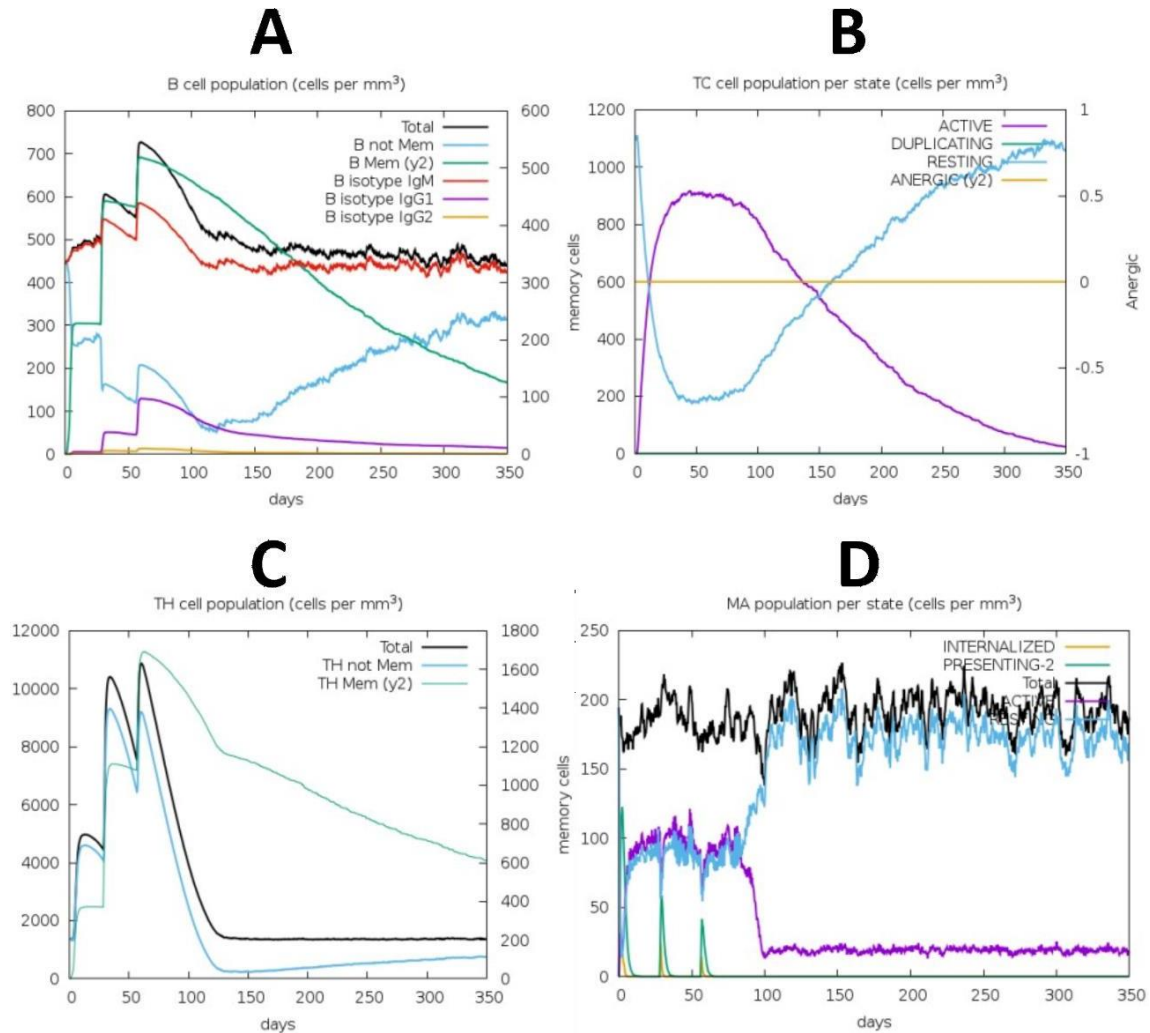 A
B cell population (cells per mm³)
800
700
600
500
400
300
200
100
0
600
500
400
300
200
100
0
Total
B not Mem
B Mem (y2)
B isotype IgM
B isotype IgG1
B isotype IgG2
memory cells
0 50 100 150 200 250 300 350
days
B
TC cell population per state (cells per mm³)
1200
1000
800
600
400
200
0
1
0.5
0
-0.5
-1
ACTIVE
DUPLICATING
RESTING
ANERGIC (y2)
Anergic
0 50 100 150 200 250 300 350
days
C
TH cell population (cells per mm³)
12000
10000
8000
6000
4000
2000
0
1800
1600
1400
1200
1000
800
600
400
200
0
Total
TH not Mem
TH Mem (y2)
memory cells
0 50 100 150 200 250 300 350
days
D
MA population per state (cells per mm³)
250
200
150
100
50
0
INTERNALIZED
PRESENTING-2
Total
ACTIVE
RESTING
0 50 100 150 200 250 300 350
days